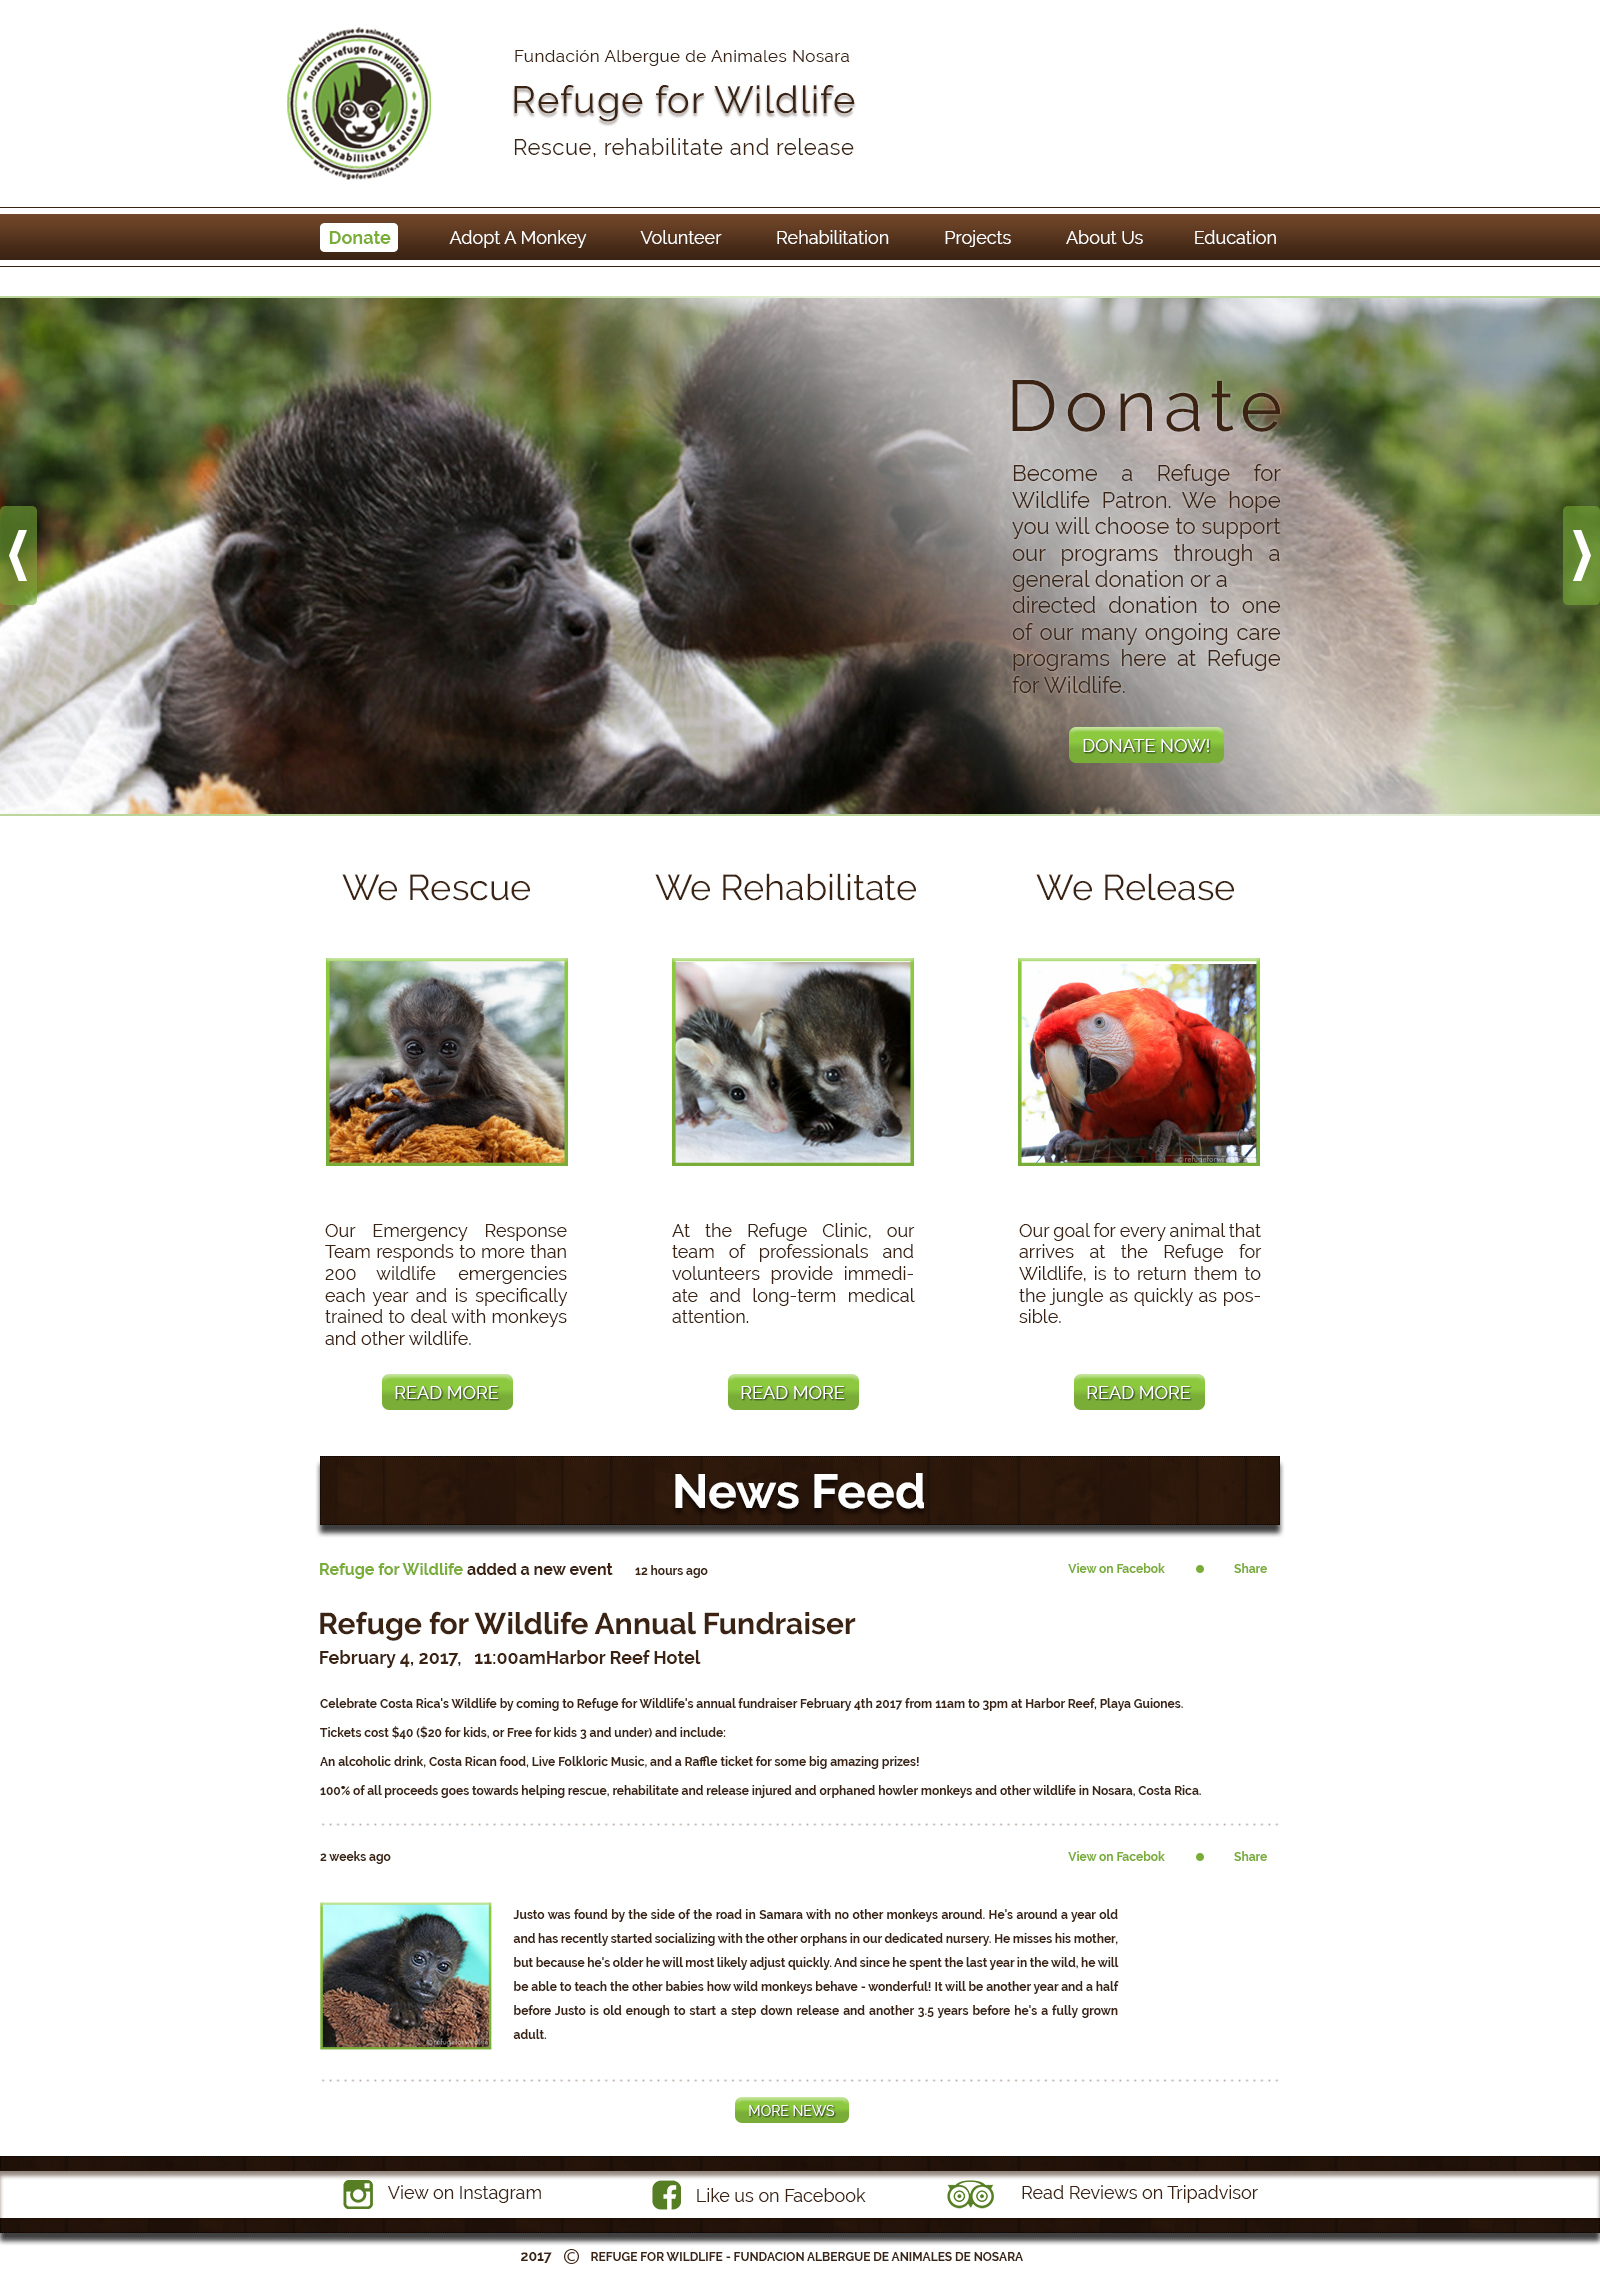 fundación albergue de animales de nosara
nosara refuge for wildlife
rescue, rehabilitate & release
www.refugeforwildlife.com
Fundación Albergue de Animales Nosara
Refuge for Wildlife
Rescue, rehabilitate and release
Donate Adopt A Monkey Volunteer Rehabilitation Projects About Us Education
Donate
Become a Refuge for
Wildlife Patron. We hope
you will choose to support
our programs through a
general donation or a
directed donation to one
of our many ongoing care
programs here at Refuge
for Wildlife.
DONATE NOW!
We Rescue
We Rehabilitate
We Release
Our Emergency Response
Team responds to more than
200 wildlife emergencies
each year and is specifically
trained to deal with monkeys
and other wildlife.
READ MORE
At the Refuge Clinic, our
team of professionals and
volunteers provide immedi-
ate and long-term medical
attention.
READ MORE
Our goal for every animal that
arrives at the Refuge for
Wildlife, is to return them to
the jungle as quickly as pos-
sible.
READ MORE
News Feed
Refuge for Wildlife added a new event 12 hours ago View on Facebok Share
Refuge for Wildlife Annual Fundraiser
February 4, 2017, 11:00amHarbor Reef Hotel
Celebrate Costa Rica's Wildlife by coming to Refuge for Wildlife's annual fundraiser February 4th 2017 from 11am to 3pm at Harbor Reef, Playa Guiones.
Tickets cost $40 ($20 for kids, or Free for kids 3 and under) and include:
An alcoholic drink, Costa Rican food, Live Folkloric Music, and a Raffle ticket for some big amazing prizes!
100% of all proceeds goes towards helping rescue, rehabilitate and release injured and orphaned howler monkeys and other wildlife in Nosara, Costa Rica.
2 weeks ago View on Facebok Share
Justo was found by the side of the road in Samara with no other monkeys around. He's around a year old
and has recently started socializing with the other orphans in our dedicated nursery. He misses his mother,
but because he's older he will most likely adjust quickly. And since he spent the last year in the wild, he will
be able to teach the other babies how wild monkeys behave - wonderful! It will be another year and a half
before Justo is old enough to start a step down release and another 3.5 years before he's a fully grown
adult.
MORE NEWS
View on Instagram Like us on Facebook Read Reviews on Tripadvisor
2017 © REFUGE FOR WILDLIFE - FUNDACION ALBERGUE DE ANIMALES DE NOSARA